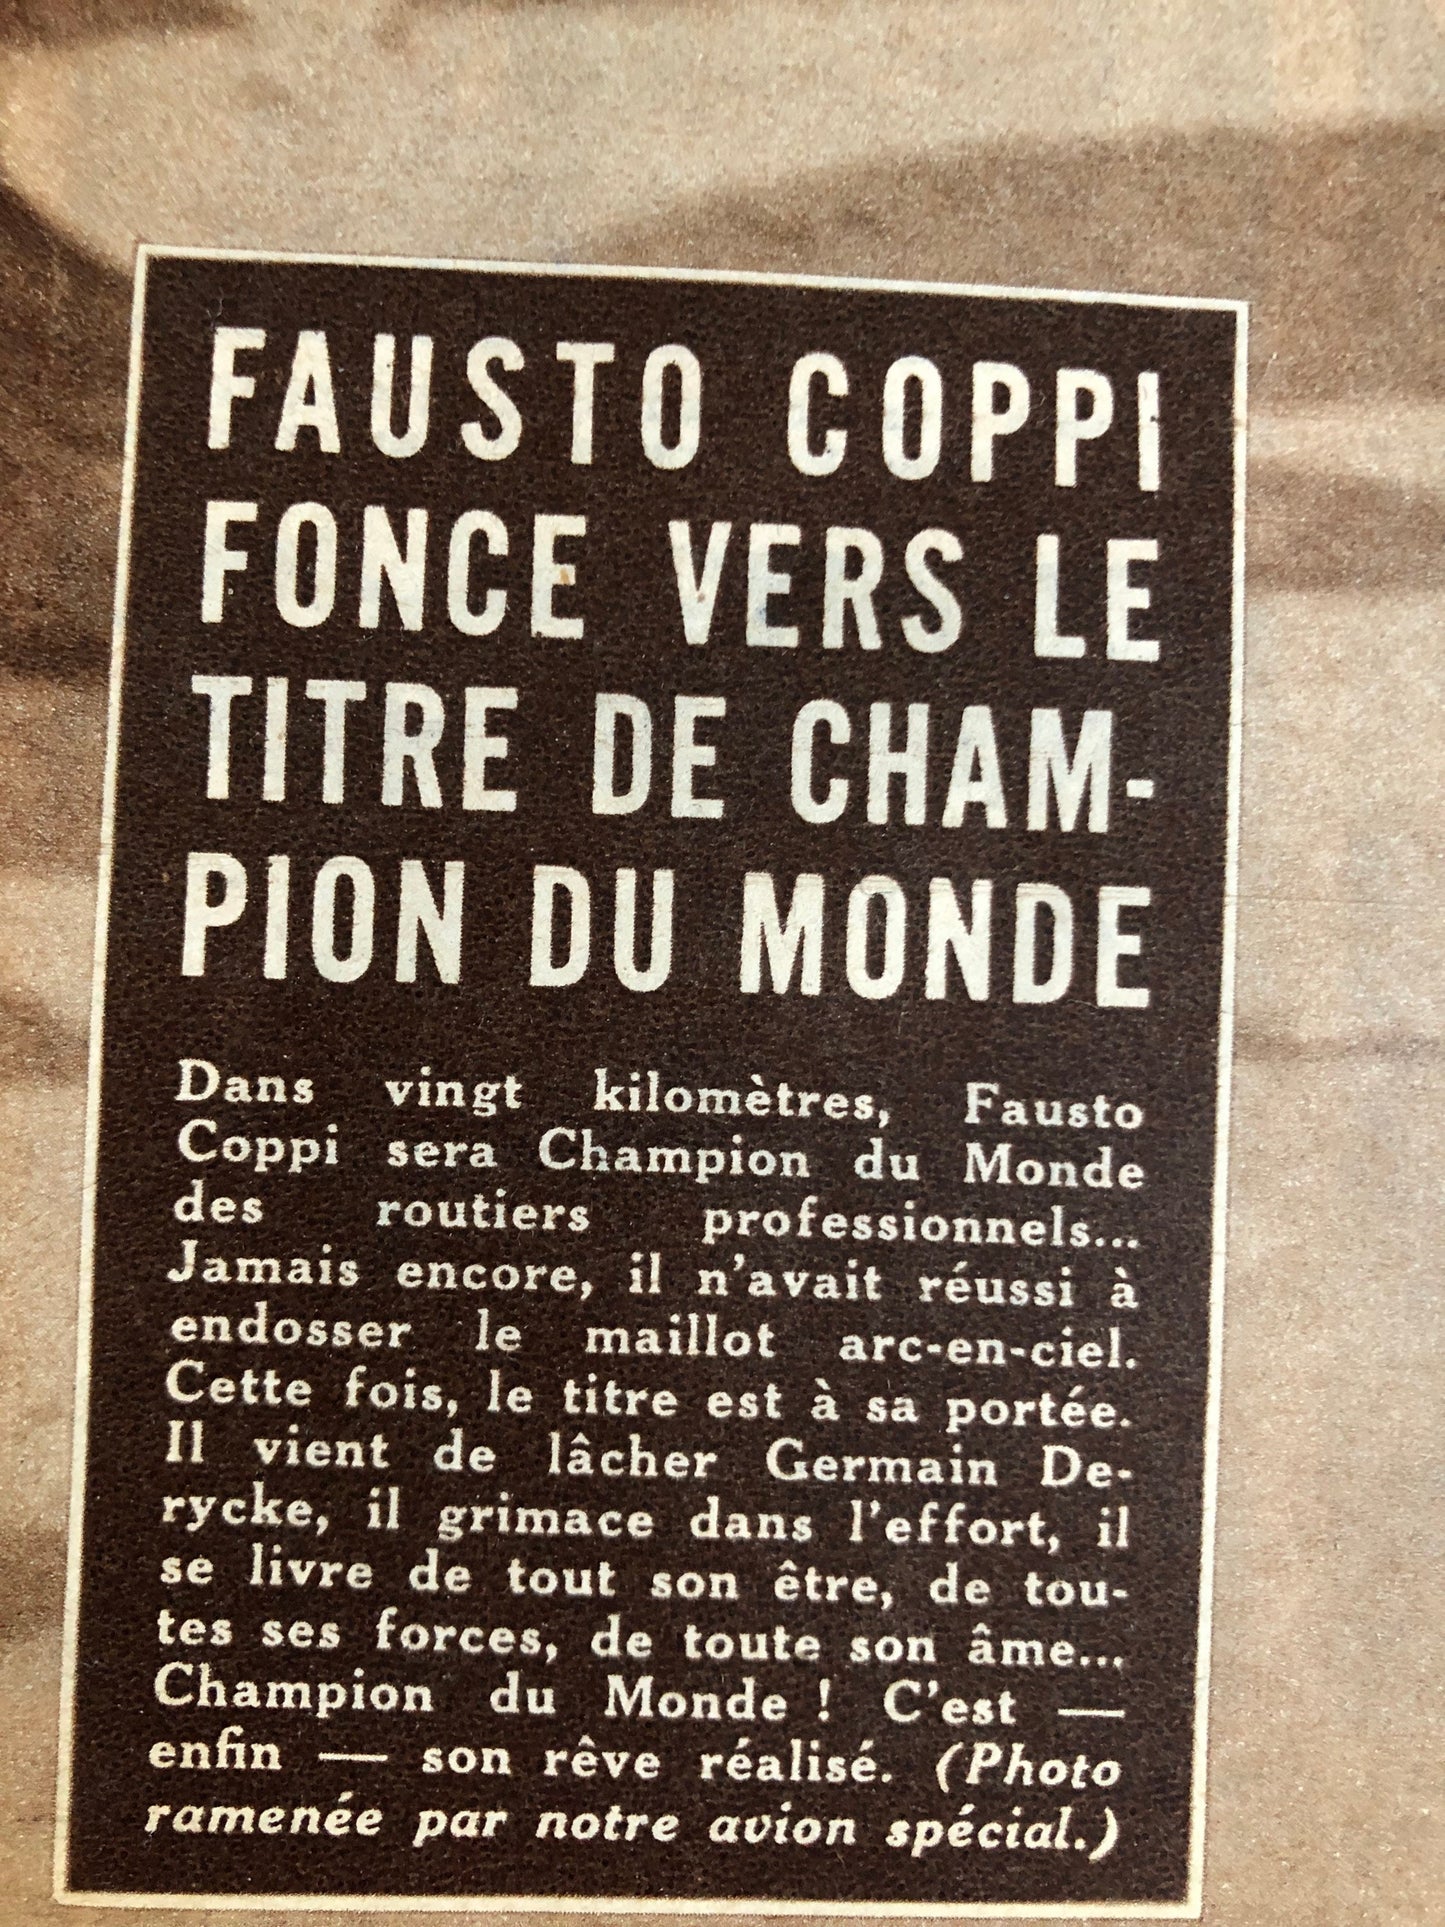 FAUSTO COPPI
FONCE VERS LE
TITRE DE CHAM-
PION DU MONDE
Dans vingt kilomètres, Fausto
Coppi sera Champion du Monde
des routiers professionnels...
Jamais encore, il n'avait réussi à
endosser le maillot arc-en-ciel.
Cette fois, le titre est à sa portée.
Il vient de lâcher Germain De-
rycke, il grimace dans l'effort, il
se livre de tout son être, de tou-
tes ses forces, de toute son âme...
Champion du Monde ! C'est —
enfin — son rêve réalisé. (Photo
ramenée par notre avion spécial.)